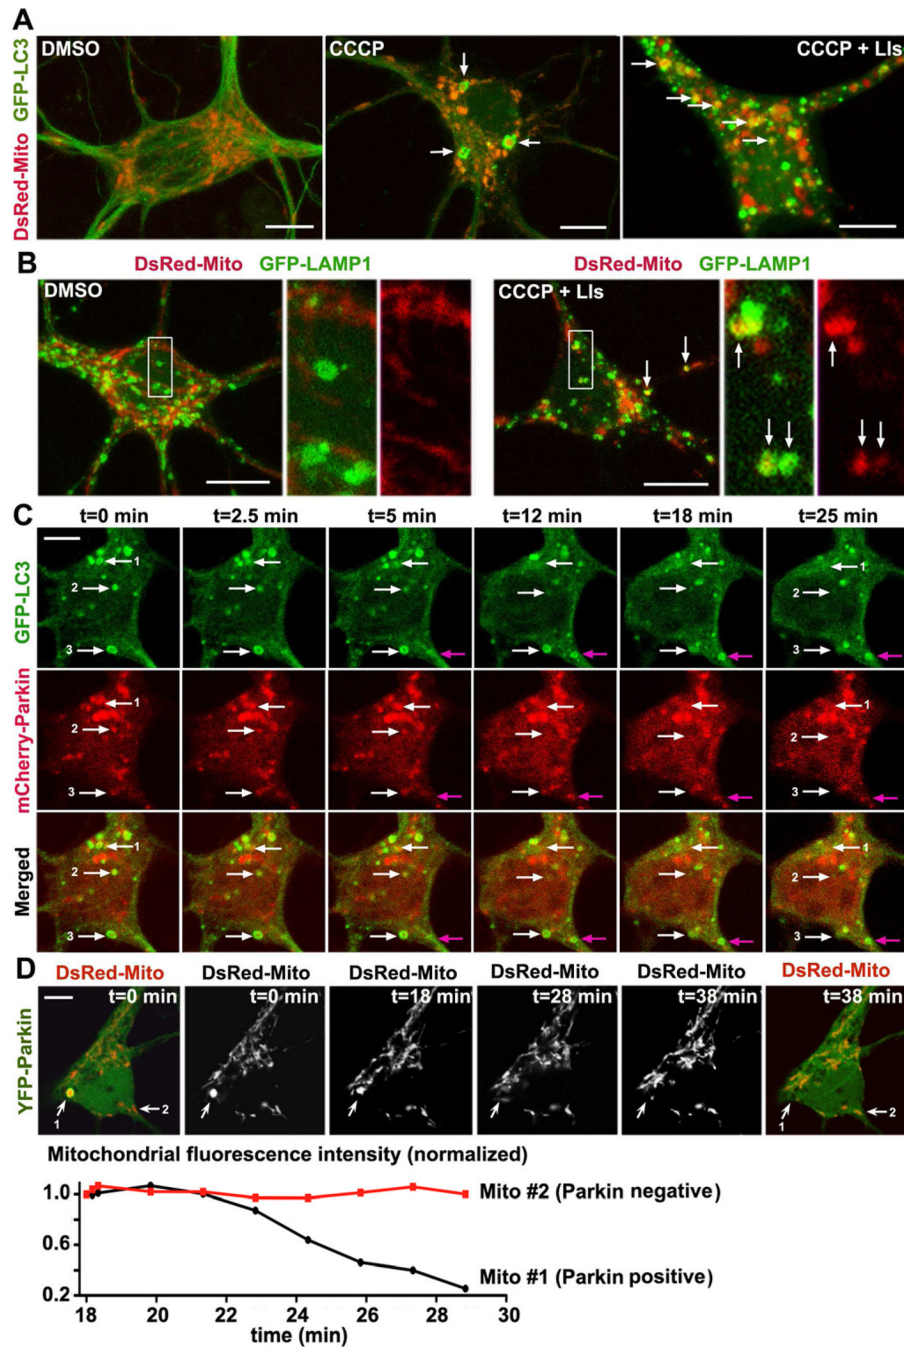 A
DsRed-Mito GFP-LC3
DMSO
CCCP
CCCP + LIs
B
DsRed-Mito GFP-LAMP1
DMSO
DsRed-Mito GFP-LAMP1
CCCP + LIs
C
t=0 min t=2.5 min t=5 min t=12 min t=18 min t=25 min
GFP-LC3
1
2
3
1
2
3
mCherry-Parkin
1
2
3
1
2
3
Merged
1
2
3
1
2
3
D
DsRed-Mito DsRed-Mito DsRed-Mito DsRed-Mito DsRed-Mito DsRed-Mito
t=0 min t=0 min t=18 min t=28 min t=38 min t=38 min
YFP-Parkin
1
2
1
2
Mitochondrial fluorescence intensity (normalized)
1.0
0.6
0.2
Mito #2 (Parkin negative)
Mito #1 (Parkin positive)
18 20 22 24 26 28 30
time (min)